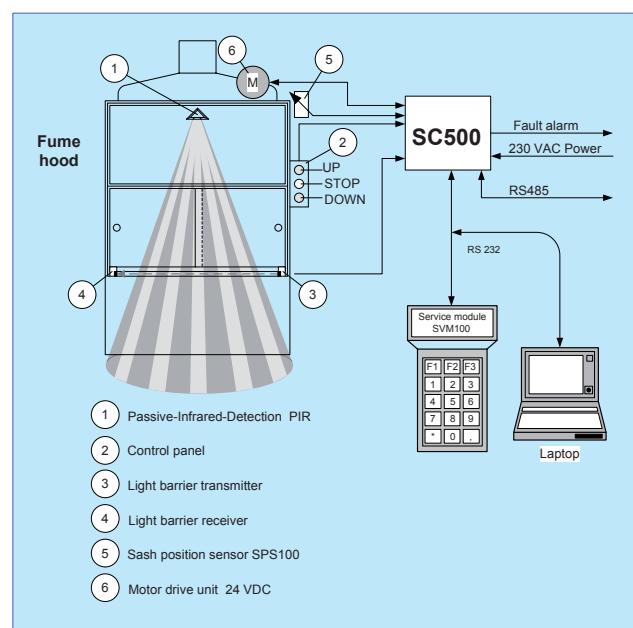 6
5
1
M
SC500
Fault alarm
230 VAC Power
RS485
Fume
hood
2
UP
STOP
DOWN
RS 232
4
3
Service module
SVM100
F1 F2 F3
1 2 3
4 5 6
7 8 9
* 0 ,
Laptop
1 Passive-Infrared-Detection PIR
2 Control panel
3 Light barrier transmitter
4 Light barrier receiver
5 Sash position sensor SPS100
6 Motor drive unit 24 VDC